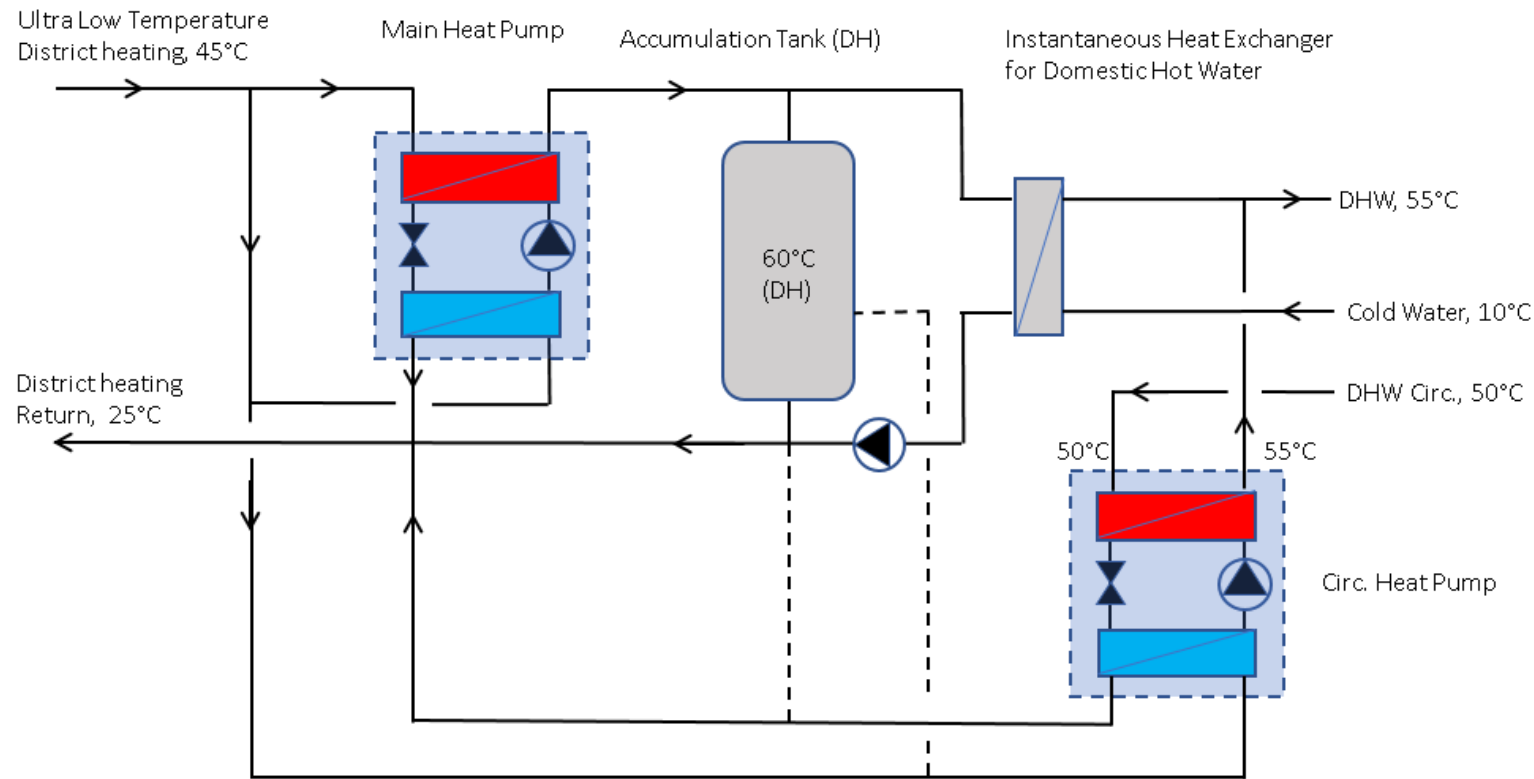 Ultra Low Temperature
District heating, 45°C
Main Heat Pump
Accumulation Tank (DH)
Instantaneous Heat Exchanger
for Domestic Hot Water
DHW, 55°C
60°C
(DH)
Cold Water, 10°C
District heating
Return, 25°C
DHW Circ., 50°C
50°C
55°C
Circ. Heat Pump